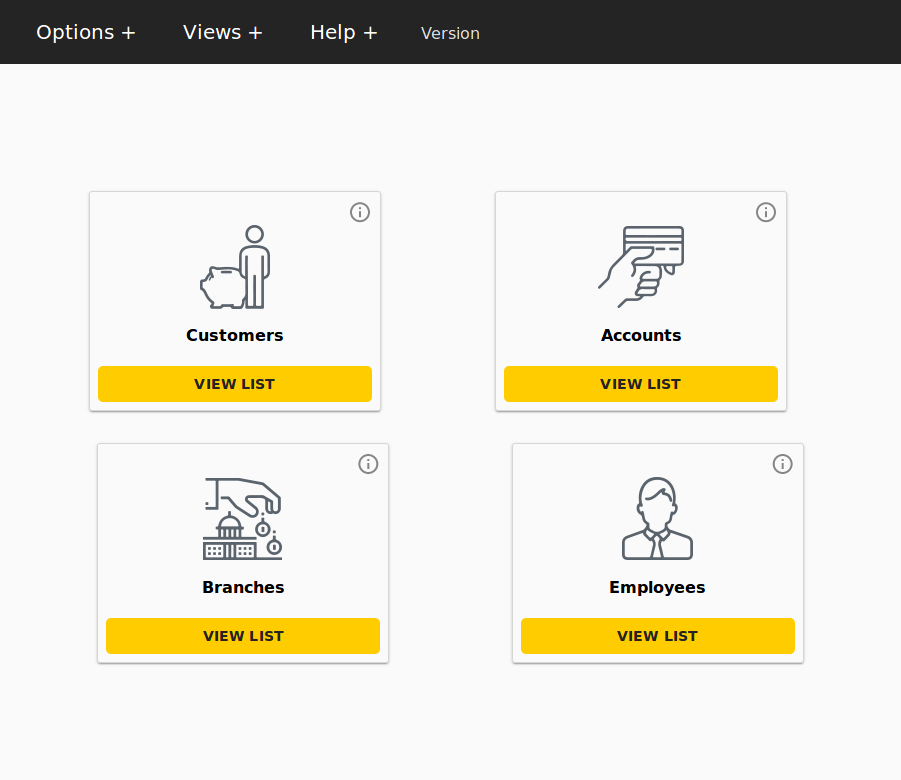 Options + Views + Help + Version
Customers
Accounts
VIEW LIST
VIEW LIST
Branches
Employees
VIEW LIST
VIEW LIST